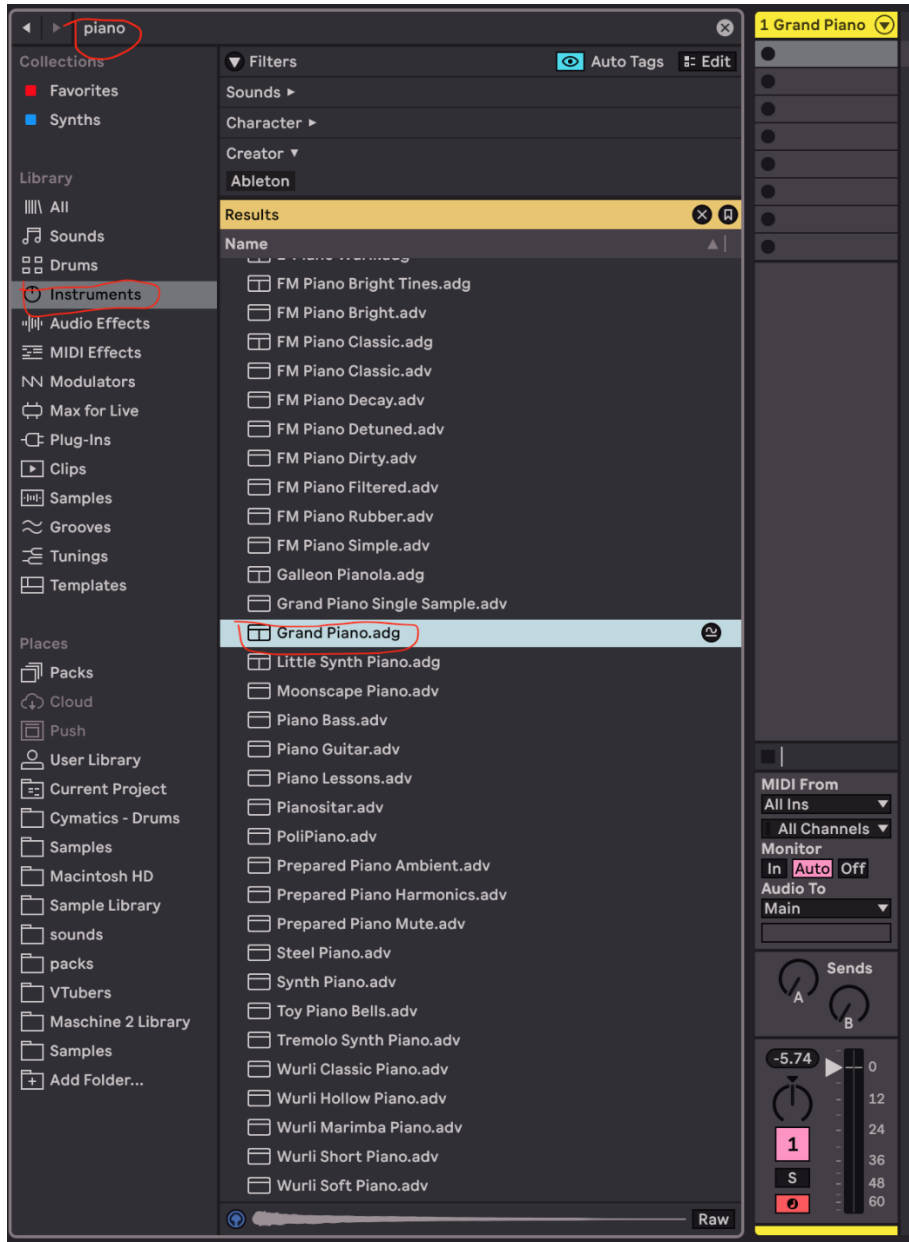 piano
Collections
Favorites
Synths
Library
All
Sounds
Drums
Instruments
Audio Effects
MIDI Effects
Modulators
Max for Live
Plug-Ins
Clips
Samples
Grooves
Tunings
Templates
Places
Packs
Cloud
Push
User Library
Current Project
Cymatics - Drums
Samples
Macintosh HD
Sample Library
sounds
packs
VTubers
Maschine 2 Library
Samples
Add Folder...
Filters
Auto Tags
Edit
Sounds
Character
Creator
Ableton
Results
Name
FM Piano Bright Tines.adg
FM Piano Bright.adv
FM Piano Classic.adg
FM Piano Classic.adv
FM Piano Decay.adv
FM Piano Detuned.adv
FM Piano Dirty.adv
FM Piano Filtered.adv
FM Piano Rubber.adv
FM Piano Simple.adv
Galleon Pianola.adg
Grand Piano Single Sample.adv
Grand Piano.adg
Little Synth Piano.adg
Moonscape Piano.adv
Piano Bass.adv
Piano Guitar.adv
Piano Lessons.adv
Pianositar.adv
PoliPiano.adv
Prepared Piano Ambient.adv
Prepared Piano Harmonics.adv
Prepared Piano Mute.adv
Steel Piano.adv
Synth Piano.adv
Toy Piano Bells.adv
Tremolo Synth Piano.adv
Wurli Classic Piano.adv
Wurli Hollow Piano.adv
Wurli Marimba Piano.adv
Wurli Short Piano.adv
Wurli Soft Piano.adv
Raw
1 Grand Piano
MIDI From
All Ins
All Channels
Monitor
In Auto Off
Audio To
Main
Sends
A
B
-5.74
0
12
24
36
48
60
1
S